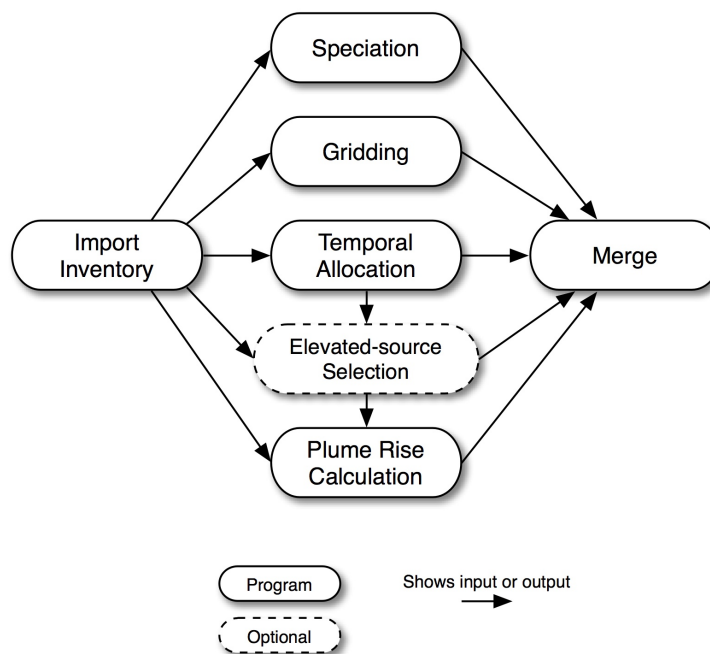 Speciation
Gridding
Import
Inventory
Temporal
Allocation
Merge
Elevated-source
Selection
Plume Rise
Calculation
Program
Shows input or output
Optional